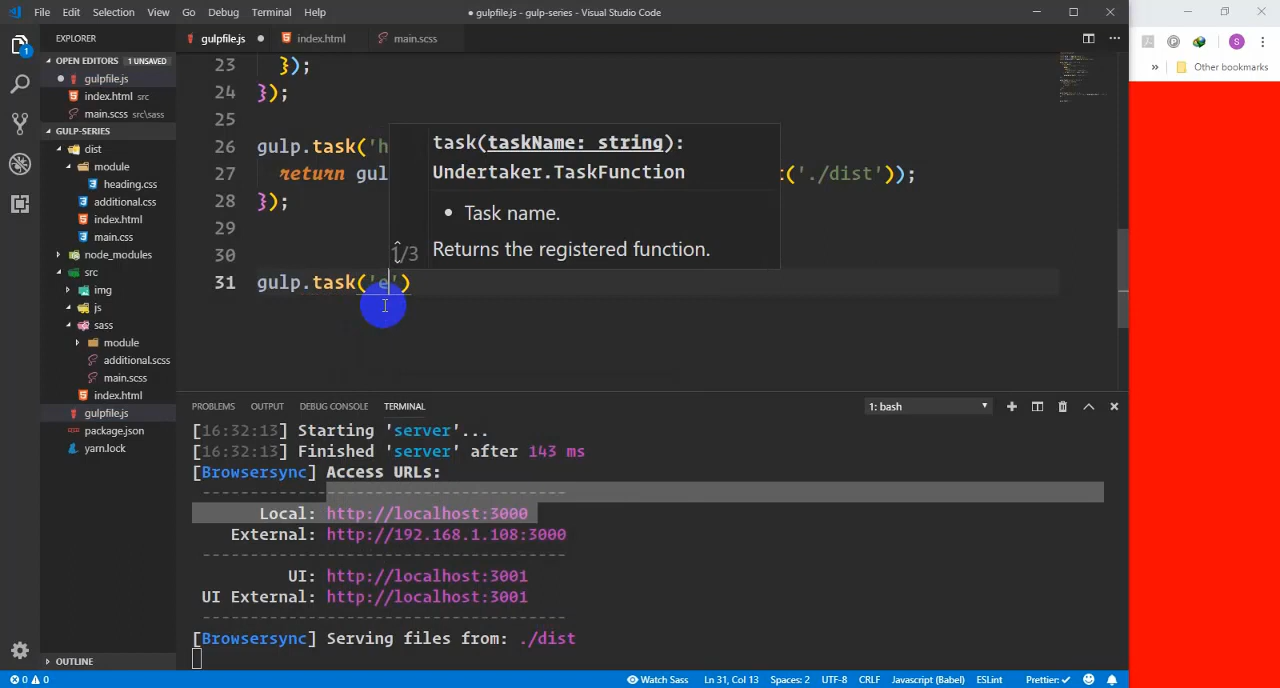 File Edit Selection View Go Debug Terminal Help
● gulpfile.js - gulp-series - Visual Studio Code
EXPLORER
gulpfile.js ●
index.html
main.scss
OPEN EDITORS 1 UNSAVED
● gulpfile.js
index.html src
main.scss src\sass
GULP-SERIES
dist
module
heading.css
additional.css
index.html
main.css
node_modules
src
img
js
sass
module
additional.scss
main.scss
index.html
gulpfile.js
package.json
yarn.lock
OUTLINE
23 });
24 });
25
26 gulp.task('h
27 return gul t('./dist'));
28 });
29
30
31 gulp.task('e')
task(taskName: string):
Undertaker.TaskFunction
• Task name.
1/3 Returns the registered function.
PROBLEMS OUTPUT DEBUG CONSOLE TERMINAL
1: bash
[16:32:13] Starting 'server'...
[16:32:13] Finished 'server' after 143 ms
[Browsersync] Access URLs:
--------------------------------------
Local: http://localhost:3000
External: http://192.168.1.108:3000
--------------------------------------
UI: http://localhost:3001
UI External: http://localhost:3001
--------------------------------------
[Browsersync] Serving files from: ./dist
0 0
Watch Sass
Ln 31, Col 13
Spaces: 2
UTF-8
CRLF
Javascript (Babel)
ESLint
Prettier: ✓
S
» Other bookmarks